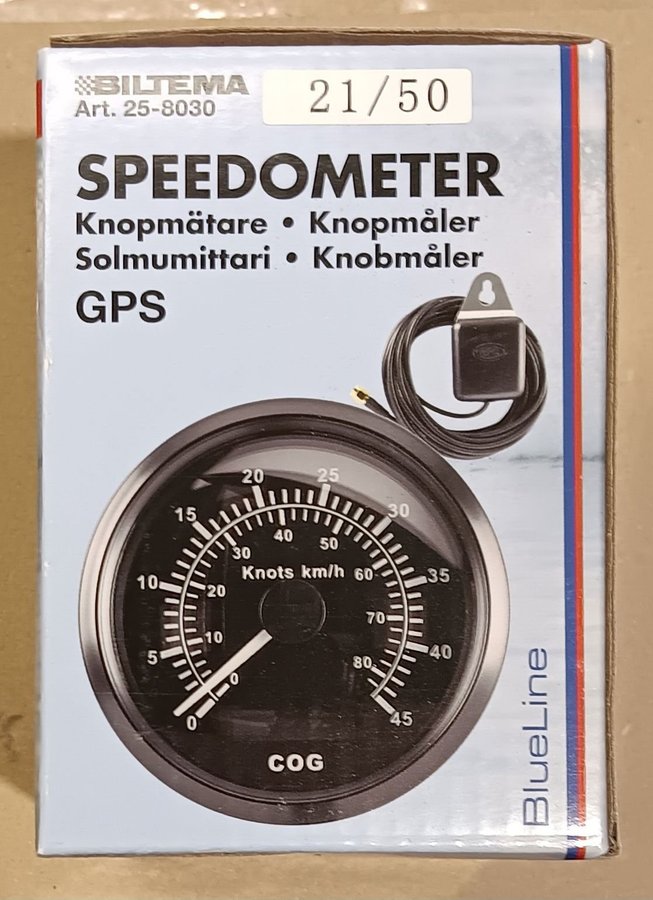 BILTEMA
Art. 25-8030
21/50
SPEEDOMETER
Knopmätare • Knopmåler
Solmumittari • Knobmåler
GPS
0
5
10
15
20
25
30
35
40
45
0
10
20
30
40
50
60
70
80
Knots km/h
COG
BlueLine